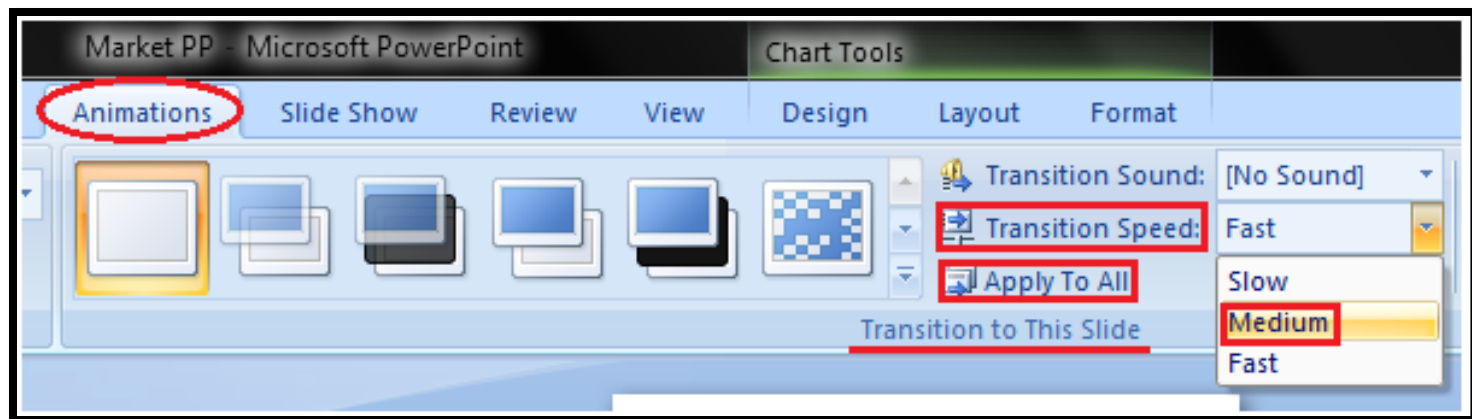 Market PP - Microsoft PowerPoint
Chart Tools
Animations Slide Show Review View Design Layout Format
Transition Sound: [No Sound]
Transition Speed: Fast
Apply To All
Slow
Medium
Fast
Transition to This Slide